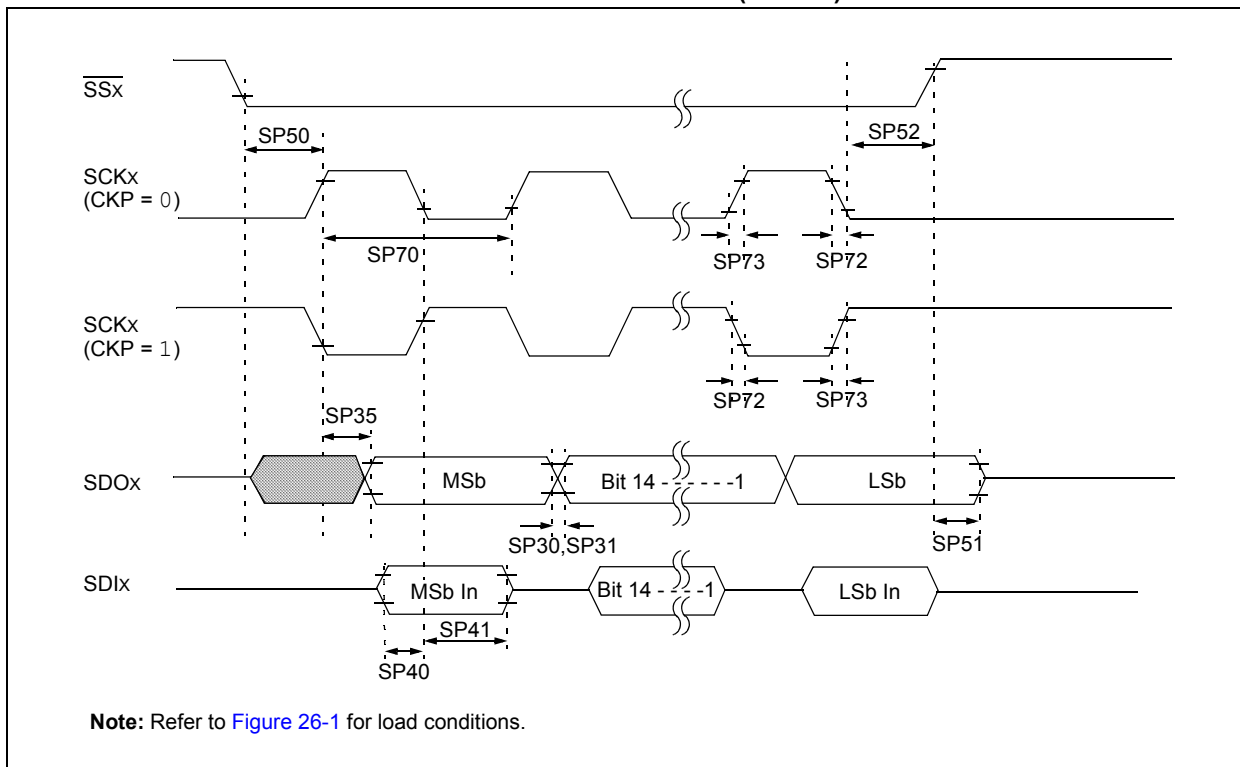 SSx
SP50
SP52
SCKx
(CKP = 0)
SP70
SP73
SP72
SCKx
(CKP = 1)
SP72
SP73
SP35
SDOx
MSb
Bit 14 - - - - - -1
LSb
SP30,SP31
SP51
SDIx
MSb In
Bit 14 - - - -1
LSb In
SP41
SP40
Note: Refer to Figure 26-1 for load conditions.